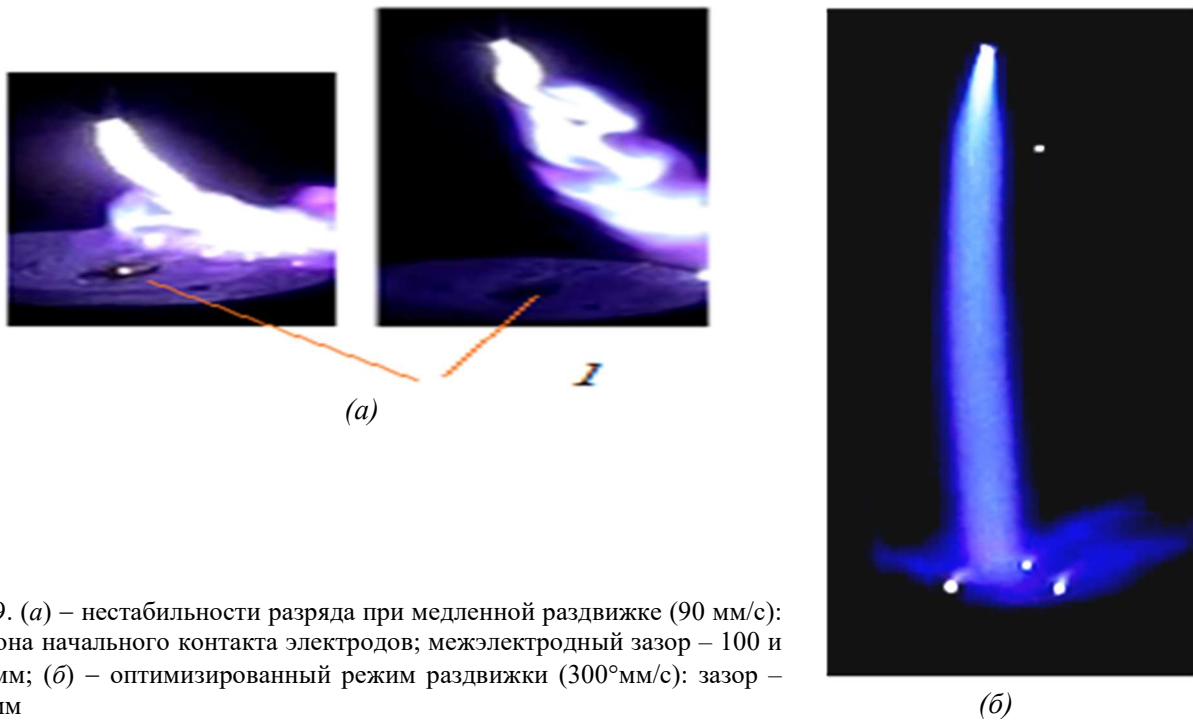 1
(а)
9. (а) – нестабильности разряда при медленной раздвижке (90 мм/с):
она начального контакта электродов; межэлектродный зазор – 100 и
мм; (б) – оптимизированный режим раздвижки (300°мм/с): зазор –
мм
(б)